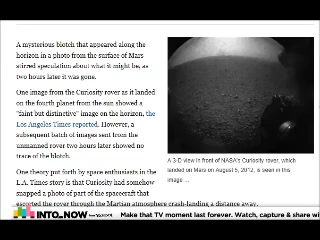 A mysterious blotch that appeared along the
horizon in a photo from the surface of Mars
stirred speculation about what it might be, as
two hours later it was gone.
One image from the Curiosity rover as it landed
on the fourth planet from the sun showed a
"faint but distinctive" image on the horizon, the
Los Angeles Times reported. However, a
subsequent batch of images sent from the
unmanned rover two hours later showed no
trace of the blotch.
One theory put forth by space enthusiasts in the
L.A. Times story is that Curiosity had somehow
snapped a photo of part of the spacecraft that
escorted the rover through the Martian atmosphere crash-landing a distance away.
A 3-D view in front of NASA's Curiosity rover, which
landed on Mars on August 5, 2012, is seen in the
image ...
INTO_NOW FROM YAHOO! Make that TV moment last forever. Watch, capture & share wi